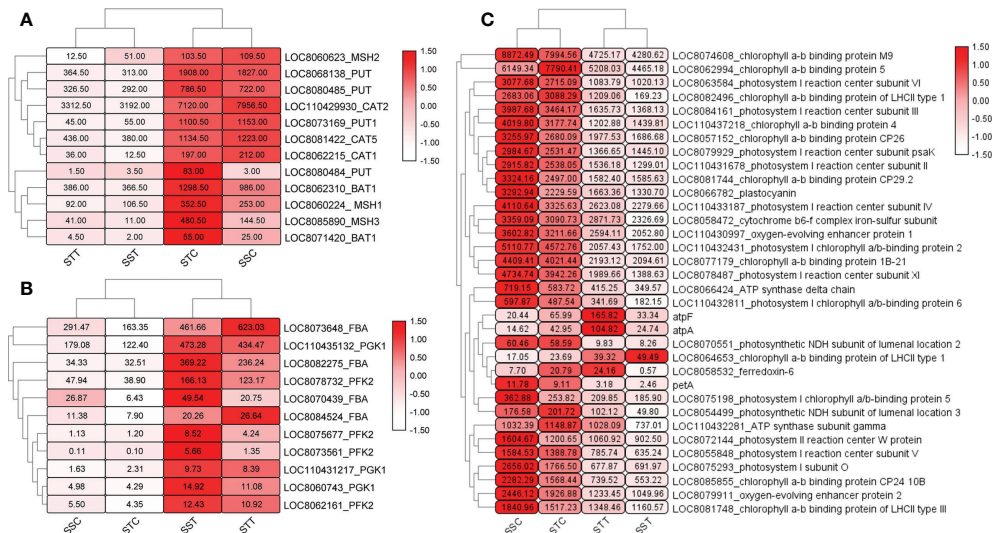 A
12.50 51.00 103.50 109.50 LOC8060623_MSH2
364.50 313.00 1908.00 1827.00 LOC8068138_PUT
326.50 292.00 786.50 722.00 LOC8080485_PUT
3312.50 3192.00 7120.00 7956.50 LOC110429930_CAT2
45.00 55.00 1100.50 1153.00 LOC8073169_PUT1
436.00 380.00 1134.50 1223.00 LOC8081422_CAT5
36.00 12.50 197.00 212.00 LOC8062215_CAT1
1.50 3.50 83.00 3.00 LOC8080484_PUT
386.00 366.50 1298.50 986.00 LOC8062310_BAT1
92.00 106.50 352.50 253.00 LOC8060224_MSH1
41.00 11.00 480.50 144.50 LOC8085890_MSH3
4.50 2.00 55.00 25.00 LOC8071420_BAT1
STT SST STC SSC
1.50
1.00
0.50
0.00
-0.50
-1.00
-1.50
B
291.47 163.35 461.66 623.03 LOC8073648_FBA
179.08 122.40 473.28 434.47 LOC110435132_PGK1
34.33 32.51 369.22 236.24 LOC8082275_FBA
47.94 38.90 166.13 123.17 LOC8078732_PFK2
26.87 6.43 49.54 20.75 LOC8070439_FBA
11.38 7.90 20.26 26.64 LOC8084524_FBA
1.13 1.20 8.52 4.24 LOC8075677_PFK2
0.11 0.10 5.66 1.35 LOC8073561_PFK2
1.63 2.31 9.73 8.39 LOC110431217_PGK1
4.98 4.29 14.92 11.08 LOC8060743_PGK1
5.50 4.35 12.43 10.92 LOC8062161_PFK2
SSC STC SST STT
1.50
1.00
0.50
0.00
-0.50
-1.00
-1.50
C
8872.49 7994.56 4725.17 4280.62 LOC8074608_chlorophyll a-b binding protein M9
6149.34 7790.41 5208.03 4465.18 LOC8062994_chlorophyll a-b binding protein 5
3077.68 2715.09 1083.79 1020.13 LOC8063584_photosystem I reaction center subunit VI
2683.06 3088.29 1209.06 169.23 LOC8082496_chlorophyll a-b binding protein of LHCII type 1
3987.68 3464.17 1635.73 1368.13 LOC8084161_photosystem I reaction center subunit III
4019.80 3177.74 1202.88 1439.81 LOC110437218_chlorophyll a-b binding protein 4
3255.97 2680.09 1977.53 1686.68 LOC8057152_chlorophyll a-b binding protein CP26
2984.67 2531.47 1366.65 1445.10 LOC8079929_photosystem I reaction center subunit psaK
2915.82 2538.05 1536.18 1299.01 LOC110431678_photosystem I reaction center subunit II
3324.16 2497.00 1582.40 1585.63 LOC8081744_chlorophyll a-b binding protein CP29.2
3292.94 2229.59 1663.36 1330.70 LOC8066782_plastocyanin
4110.64 3325.63 2623.08 2279.66 LOC110433187_photosystem I reaction center subunit IV
3359.09 3090.73 2871.73 2326.69 LOC8058472_cytochrome b6-f complex iron-sulfur subunit
3602.82 3211.66 2594.11 2052.80 LOC110430997_oxygen-evolving enhancer protein 1
5110.77 4572.76 2057.43 1752.00 LOC110432431_photosystem I chlorophyll a/b-binding protein 2
4409.41 4021.44 2193.12 2094.61 LOC8077179_chlorophyll a-b binding protein 1B-21
4734.74 3942.26 1989.66 1388.63 LOC8078487_photosystem I reaction center subunit XI
719.15 583.72 415.25 349.57 LOC8066424_ATP synthase delta chain
597.87 487.54 341.69 182.15 LOC110432811_photosystem I chlorophyll a/b-binding protein 6
20.44 65.99 165.82 33.34 atpF
14.62 42.95 104.82 24.74 atpA
60.46 58.59 9.83 8.26 LOC8070551_photosynthetic NDH subunit of lumenal location 2
17.05 23.69 39.32 49.49 LOC8064653_chlorophyll a-b binding protein of LHCII type 1
7.70 20.79 24.16 0.57 LOC8058532_ferredoxin-6
11.78 9.11 3.18 2.46 petA
362.88 253.82 209.85 185.90 LOC8075198_photosystem I chlorophyll a/b-binding protein 5
176.58 201.72 102.12 49.80 LOC8054499_photosynthetic NDH subunit of lumenal location 3
1032.39 1148.87 1028.09 737.01 LOC110432281_ATP synthase subunit gamma
1604.67 1200.65 1060.92 902.50 LOC8072144_photosystem II reaction center W protein
1584.53 1388.78 785.74 635.24 LOC8055848_photosystem I reaction center subunit V
2656.02 1766.50 677.87 691.97 LOC8075293_photosystem I subunit O
2282.29 1568.44 739.52 553.22 LOC8085855_chlorophyll a-b binding protein CP24 10B
2446.12 1926.88 1233.45 1049.96 LOC8079911_oxygen-evolving enhancer protein 2
1840.96 1517.23 1348.46 1160.57 LOC8081748_chlorophyll a-b binding protein of LHCII type III
SSC STC STT SST
1.50
1.00
0.50
0.00
-0.50
-1.00
-1.50